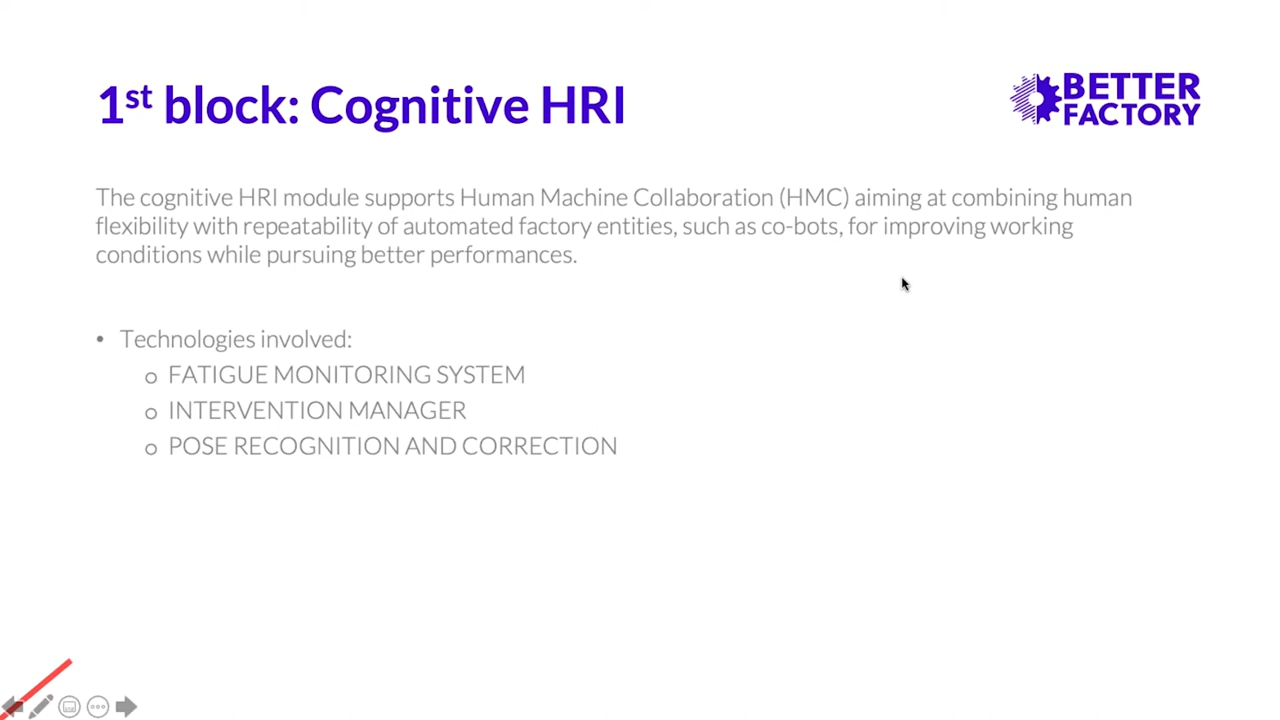 1st block: Cognitive HRI
BETTER
FACTORY
The cognitive HRI module supports Human Machine Collaboration (HMC) aiming at combining human
flexibility with repeatability of automated factory entities, such as co-bots, for improving working
conditions while pursuing better performances.
• Technologies involved:
o FATIGUE MONITORING SYSTEM
o INTERVENTION MANAGER
o POSE RECOGNITION AND CORRECTION